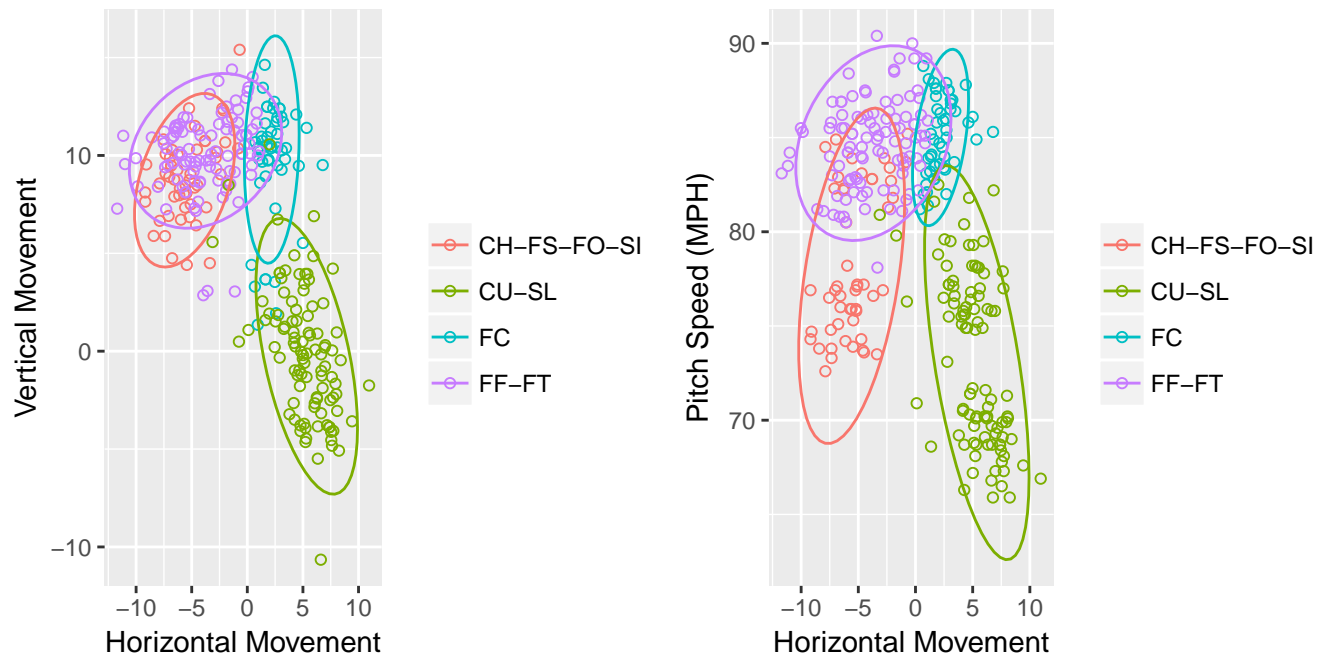 Vertical Movement
10
0
−10
−10
−5
0
5
10
Horizontal Movement
CH−FS−FO−SI
CU−SL
FC
FF−FT
Pitch Speed (MPH)
90
80
70
−10
−5
0
5
10
Horizontal Movement
CH−FS−FO−SI
CU−SL
FC
FF−FT